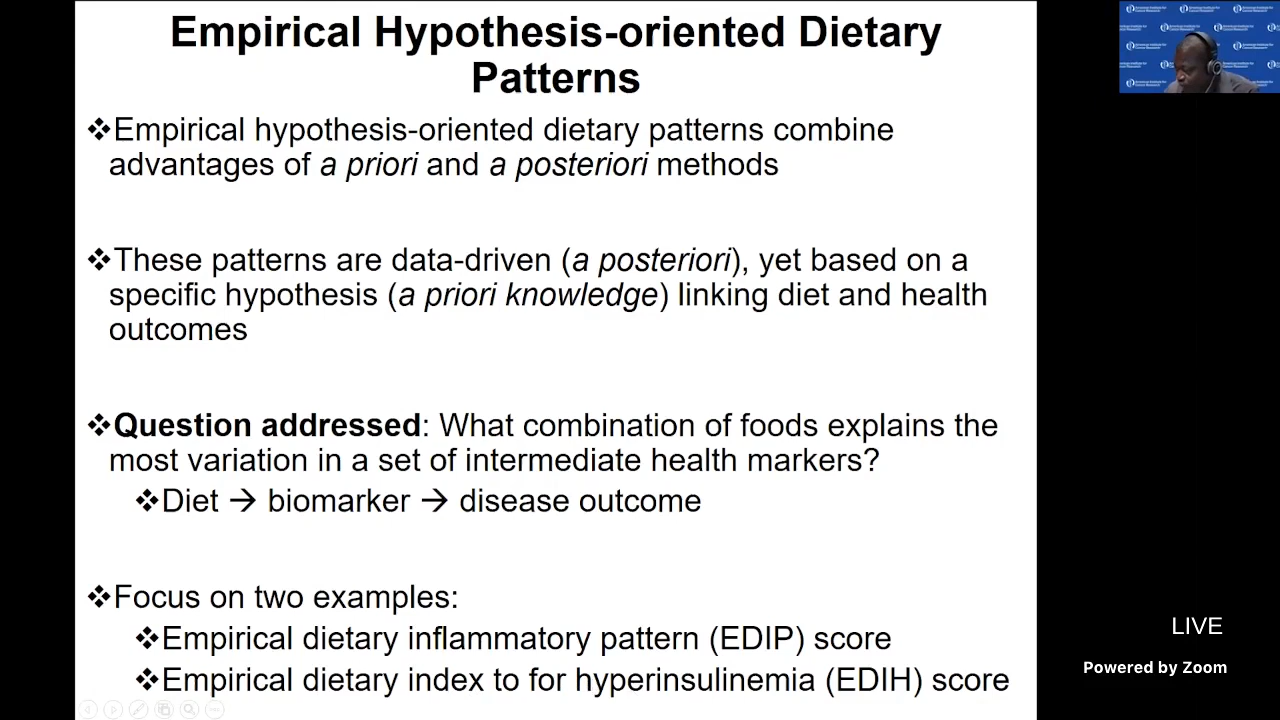 Empirical Hypothesis-oriented Dietary
Patterns
❖Empirical hypothesis-oriented dietary patterns combine
advantages of a priori and a posteriori methods
❖These patterns are data-driven (a posteriori), yet based on a
specific hypothesis (a priori knowledge) linking diet and health
outcomes
❖Question addressed: What combination of foods explains the
most variation in a set of intermediate health markers?
❖Diet → biomarker → disease outcome
❖Focus on two examples:
❖Empirical dietary inflammatory pattern (EDIP) score
❖Empirical dietary index to for hyperinsulinemia (EDIH) score
LIVE
Powered by Zoom